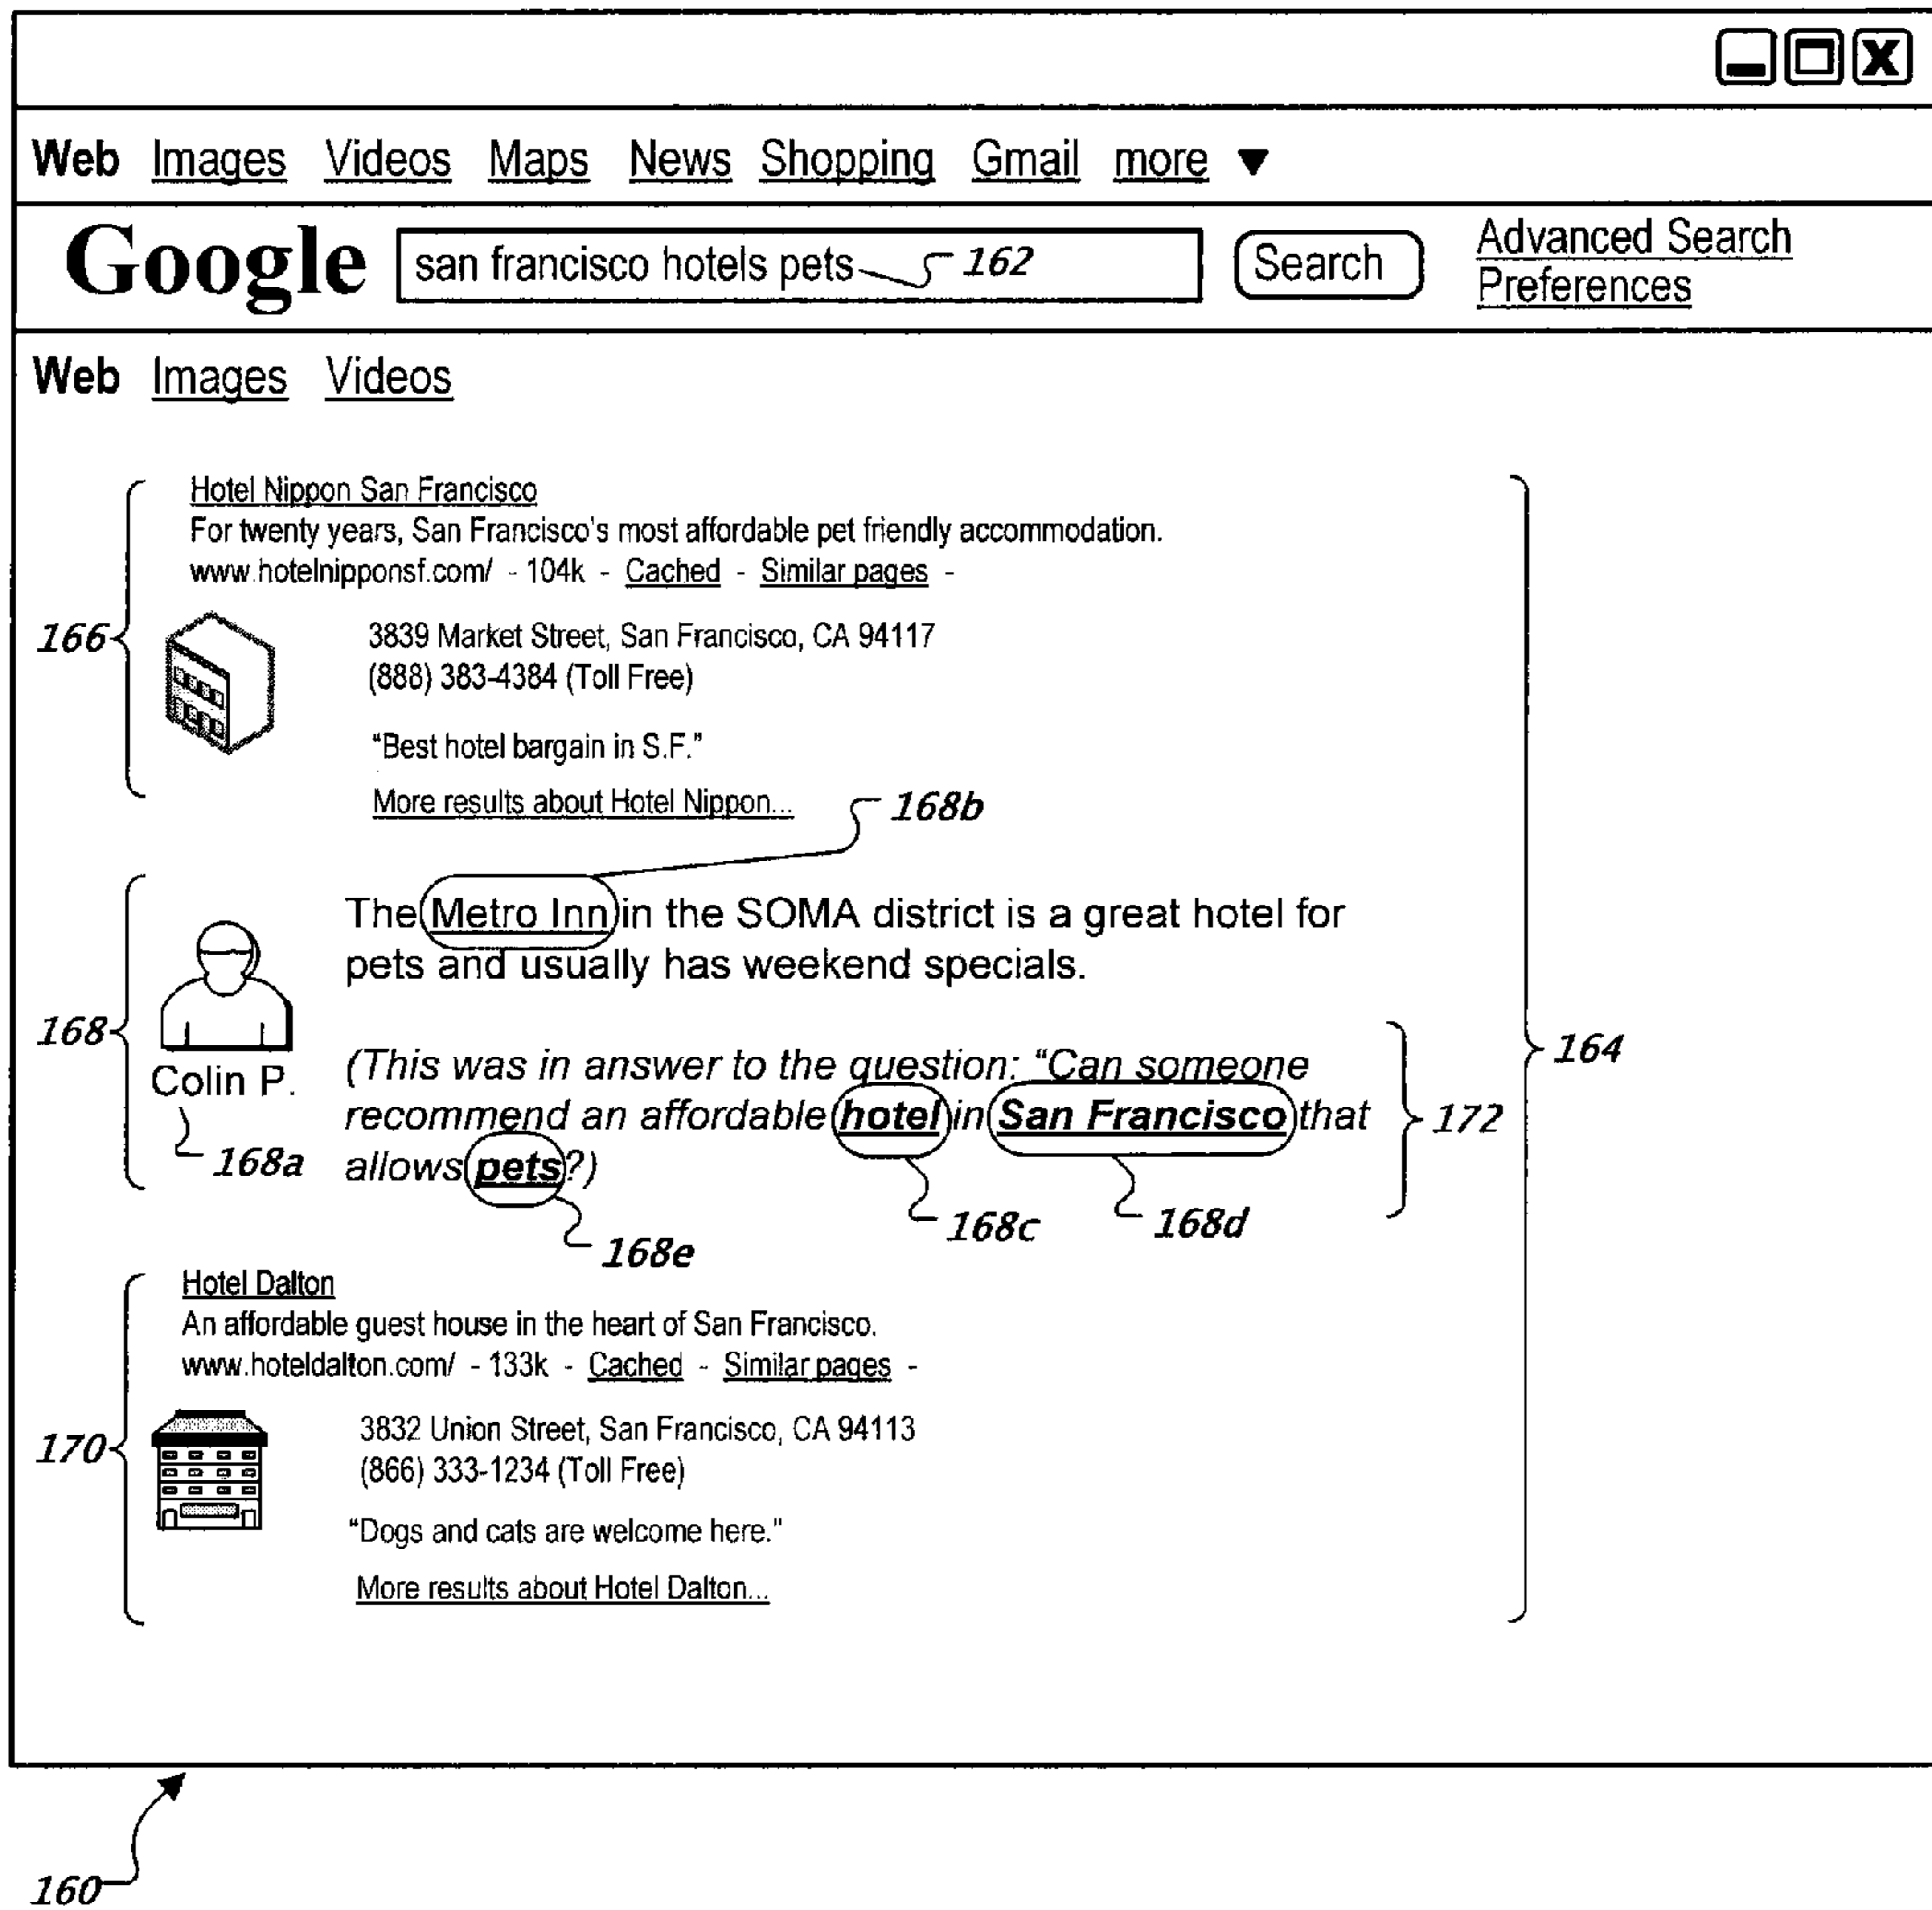 X
Web Images Videos Maps News Shopping Gmail more ▼
Google san francisco hotels pets 162 Search Advanced Search
Preferences
Web Images Videos
Hotel Nippon San Francisco
For twenty years, San Francisco's most affordable pet friendly accommodation.
www.hotelnipponsf.com/ - 104k - Cached - Similar pages -
166
3839 Market Street, San Francisco, CA 94117
(888) 383-4384 (Toll Free)
"Best hotel bargain in S.F."
More results about Hotel Nippon...
168b
The Metro Inn in the SOMA district is a great hotel for
pets and usually has weekend specials.
168
164
Colin P.
(This was in answer to the question: "Can someone
recommend an affordable hotel in San Francisco that
172
allows pets?)
168a
168c
168d
168e
Hotel Dalton
An affordable guest house in the heart of San Francisco.
www.hoteldalton.com/ - 133k - Cached - Similar pages -
170
3832 Union Street, San Francisco, CA 94113
(866) 333-1234 (Toll Free)
"Dogs and cats are welcome here."
More results about Hotel Dalton...
160